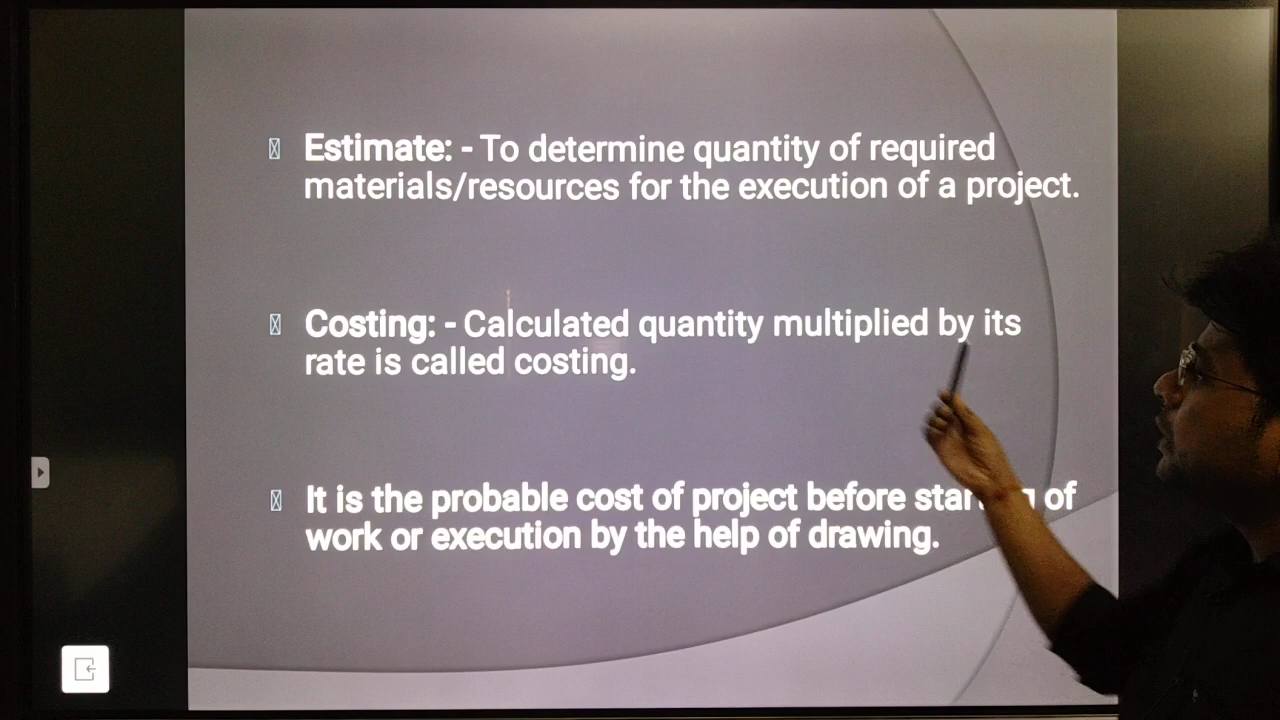 Estimate: - To determine quantity of required
materials/resources for the execution of a project.
Costing: - Calculated quantity multiplied by its
rate is called costing.
It is the probable cost of project before of
work or execution by the help of drawing.